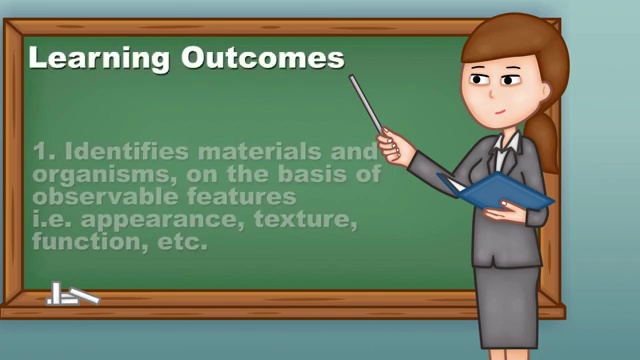 Learning Outcomes
1. Identifies materials and
organisms, on the basis of
observable features
i.e. appearance, texture,
function, etc.